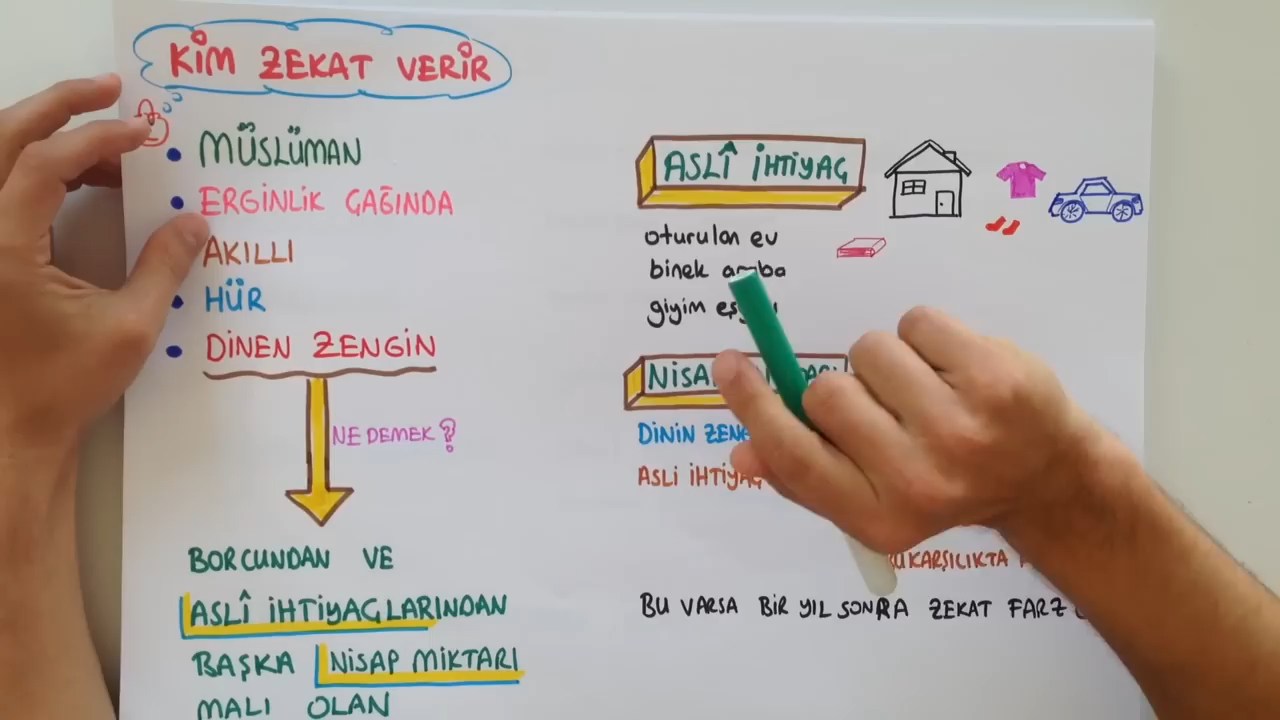 KİM ZEKAT VERİR
MÜSLÜMAN
ERGİNLİK ÇAĞINDA
AKILLI
HÜR
DİNEN ZENGİN
NE DEMEK?
BORCUNDAN VE
ASLÎ İHTİYAÇLARINDAN
BAŞKA NİSAP MİKTARI
MALI OLAN
ASLÎ İHTİYAÇ
oturulan ev
binek araba
giyim
DİNİN
ASLİ İHTİYAÇ
BU VARSA BİR YIL SONRA ZEKAT FARZ